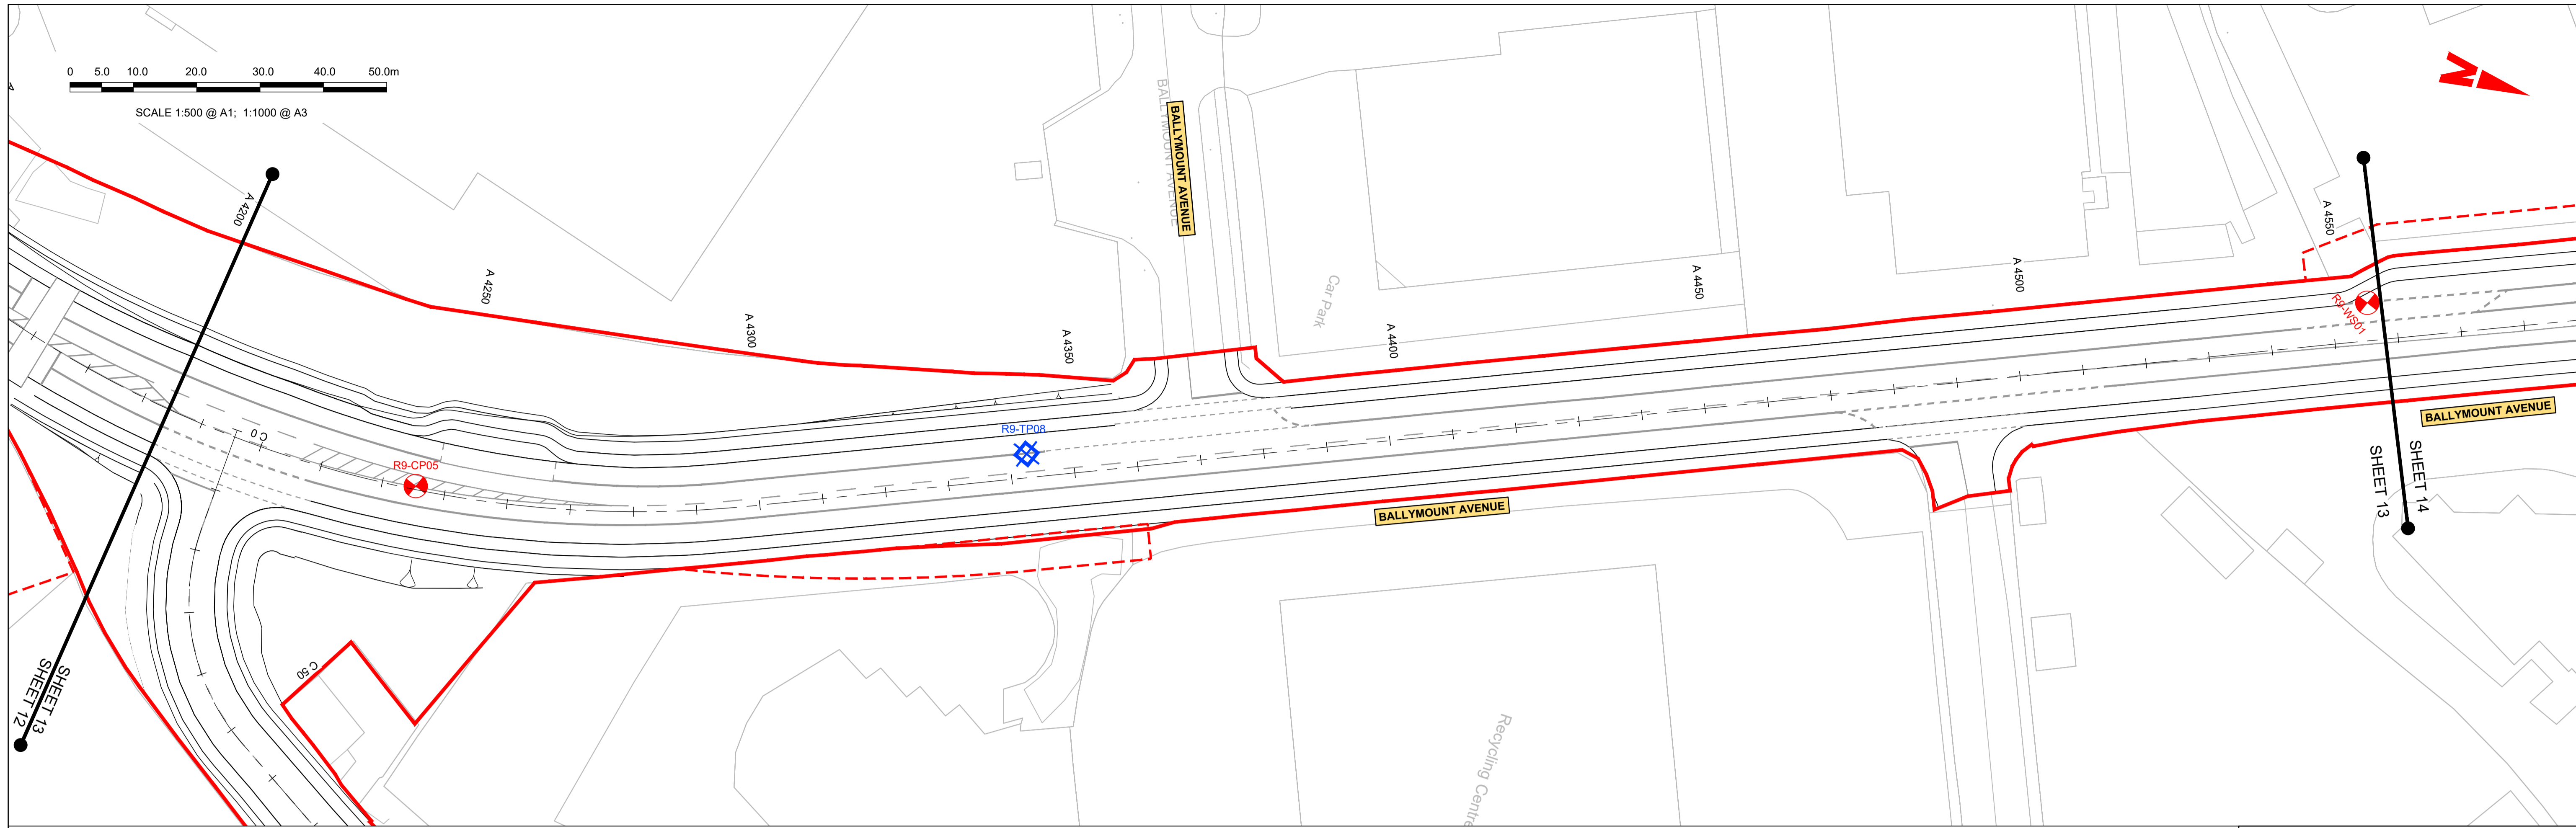 0 5.0 10.0 20.0 30.0 40.0 50.0m
SCALE 1:500 @ A1; 1:1000 @ A3
A 4200
A 4250
A 4300
A 4350
A 4400
A 4450
A 4500
A 4550
BALLYMOUNT AVENUE
BALLYMOUNT AVENUE
Car Park
N
C 0
R9-CP05
R9-TP08
R9-WS01
BALLYMOUNT AVENUE
BALLYMOUNT AVENUE
C 50
SHEET 13
SHEET 12
SHEET 14
SHEET 13
Recycling Centre